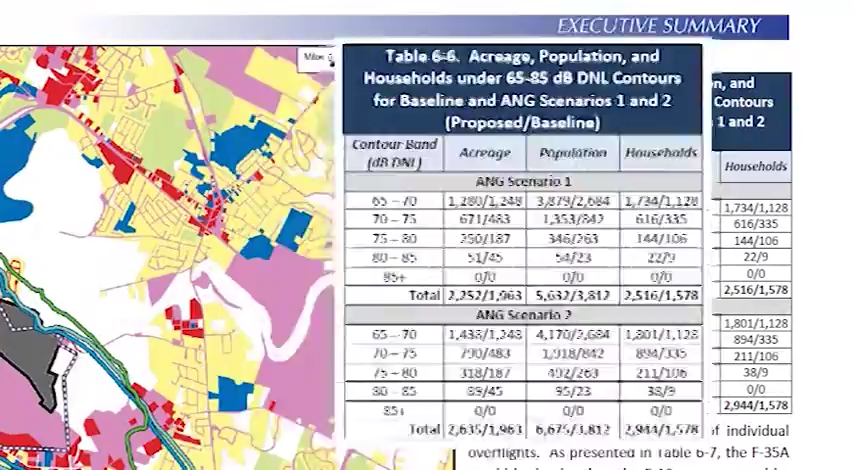 EXECUTIVE SUMMARY
Miles
Table 6-6. Acreage, Population, and
Households under 65-85 dB DNL Contours
for Baseline and ANG Scenarios 1 and 2
(Proposed/Baseline)
Contour Band (dB DNL) Acreage Population Households
ANG Scenario 1
65 – 70 1,280/1,248 3,879/2,684 1,734/1,128
70 – 75 671/483 1,353/842 616/335
75 – 80 250/187 346/263 144/106
80 – 85 51/45 54/23 22/9
85+ 0/0 0/0 0/0
Total 2,252/1,963 5,632/3,812 2,516/1,578
ANG Scenario 2
65 – 70 1,438/1,248 4,170/2,684 1,801/1,128
70 – 75 790/483 1,918/842 894/335
75 – 80 318/187 492/263 211/106
80 – 85 89/45 95/23 38/9
85+ 0/0 0/0 0/0
Total 2,635/1,963 6,675/3,812 2,944/1,578
n, and
Contours
1 and 2
Households
1,734/1,128
616/335
144/106
22/9
0/0
2,516/1,578
1,801/1,128
894/335
211/106
38/9
0/0
2,944/1,578
of individual
overflights. As presented in Table 6-7, the F-35A